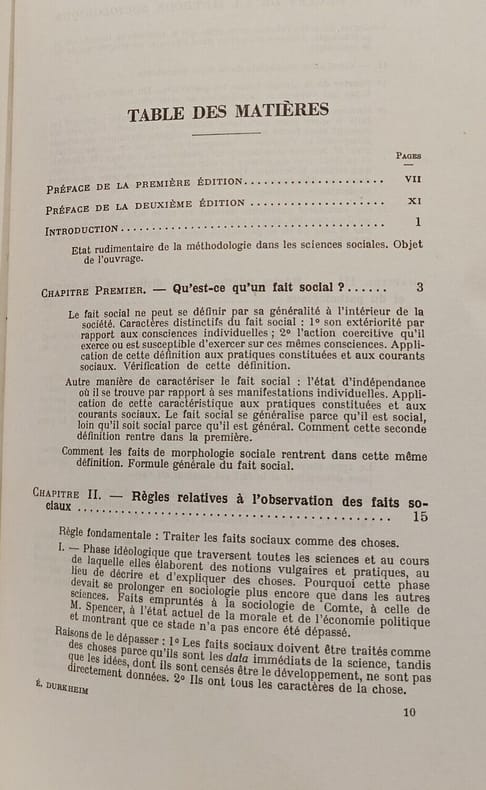 TABLE DES MATIÈRES
PAGES
PRÉFACE DE LA PREMIÈRE ÉDITION..................... VII
PRÉFACE DE LA DEUXIÈME ÉDITION .................... XI
INTRODUCTION........................................ 1
Etat rudimentaire de la méthodologie dans les sciences sociales. Objet
de l'ouvrage.
CHAPITRE PREMIER. — Qu'est-ce qu'un fait social ?...... 3
Le fait social ne peut se définir par sa généralité à l'intérieur de la
société. Caractères distinctifs du fait social : 1º son extériorité par
rapport aux consciences individuelles ; 2º l'action coercitive qu'il
exerce ou est susceptible d'exercer sur ces mêmes consciences. Appli-
cation de cette définition aux pratiques constituées et aux courants
sociaux. Vérification de cette définition.
Autre manière de caractériser le fait social : l'état d'indépendance
où il se trouve par rapport à ses manifestations individuelles. Appli-
cation de cette caractéristique aux pratiques constituées et aux
courants sociaux. Le fait social se généralise parce qu'il est social,
loin qu'il soit social parce qu'il est général. Comment cette seconde
définition rentre dans la première.
Comment les faits de morphologie sociale rentrent dans cette même
définition. Formule générale du fait social.
CHAPITRE II. — Règles relatives à l'observation des faits so-
ciaux ............................................. 15
Règle fondamentale : Traiter les faits sociaux comme des choses.
I. — Phase idéologique que traversent toutes les sciences et au cours
de laquelle elles élaborent des notions vulgaires et pratiques, au
lieu de décrire et d'expliquer des choses. Pourquoi cette phase
devait se prolonger en sociologie plus encore que dans les autres
sciences. Faits empruntés à la sociologie de Comte, à celle de
M. Spencer, à l'état actuel de la morale et de l'économie politique
et montrant que ce stade n'a pas encore été dépassé.
Raisons de le dépasser : 1º Les faits sociaux doivent être traités comme
des choses parce qu'ils sont les data immédiats de la science, tandis
que les idées, dont ils sont censés être le développement, ne sont pas
directement données. 2º Ils ont tous les caractères de la chose.
É. DURKHEIM
10